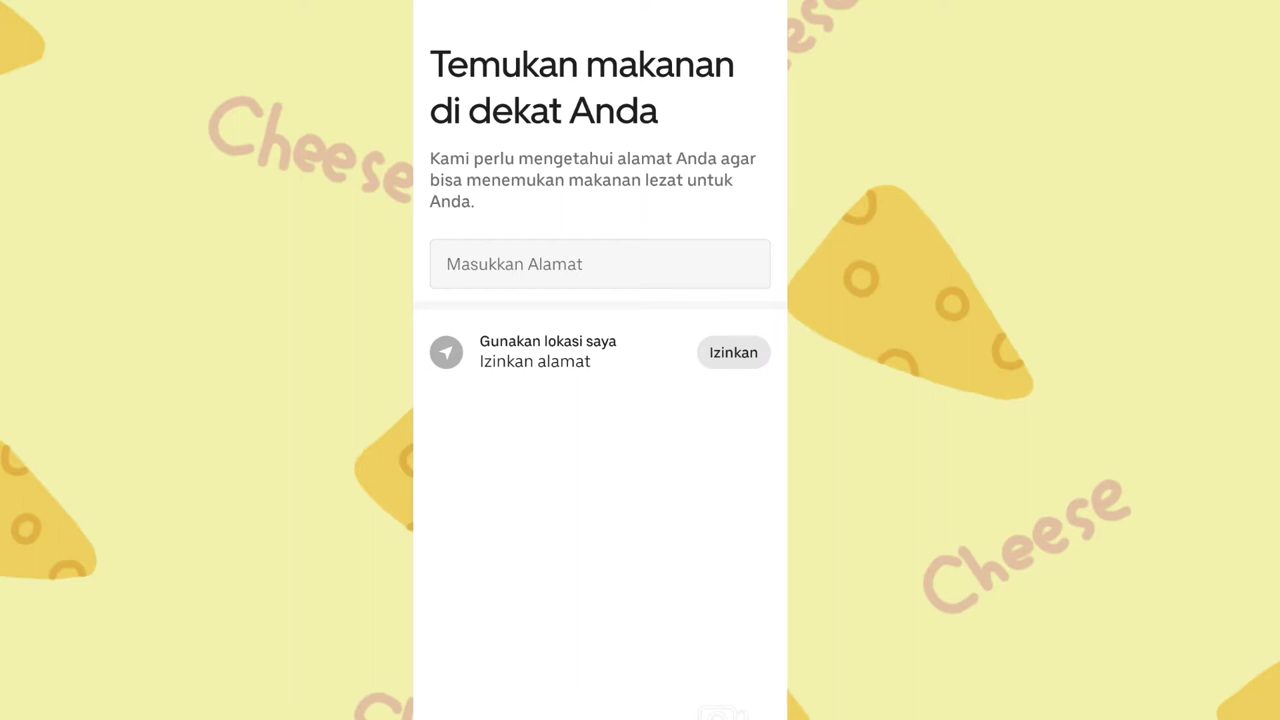 Cheese
Cheese
Temukan makanan
di dekat Anda
Kami perlu mengetahui alamat Anda agar
bisa menemukan makanan lezat untuk
Anda.
Masukkan Alamat
Gunakan lokasi saya
Izinkan alamat
Izinkan
Cheese